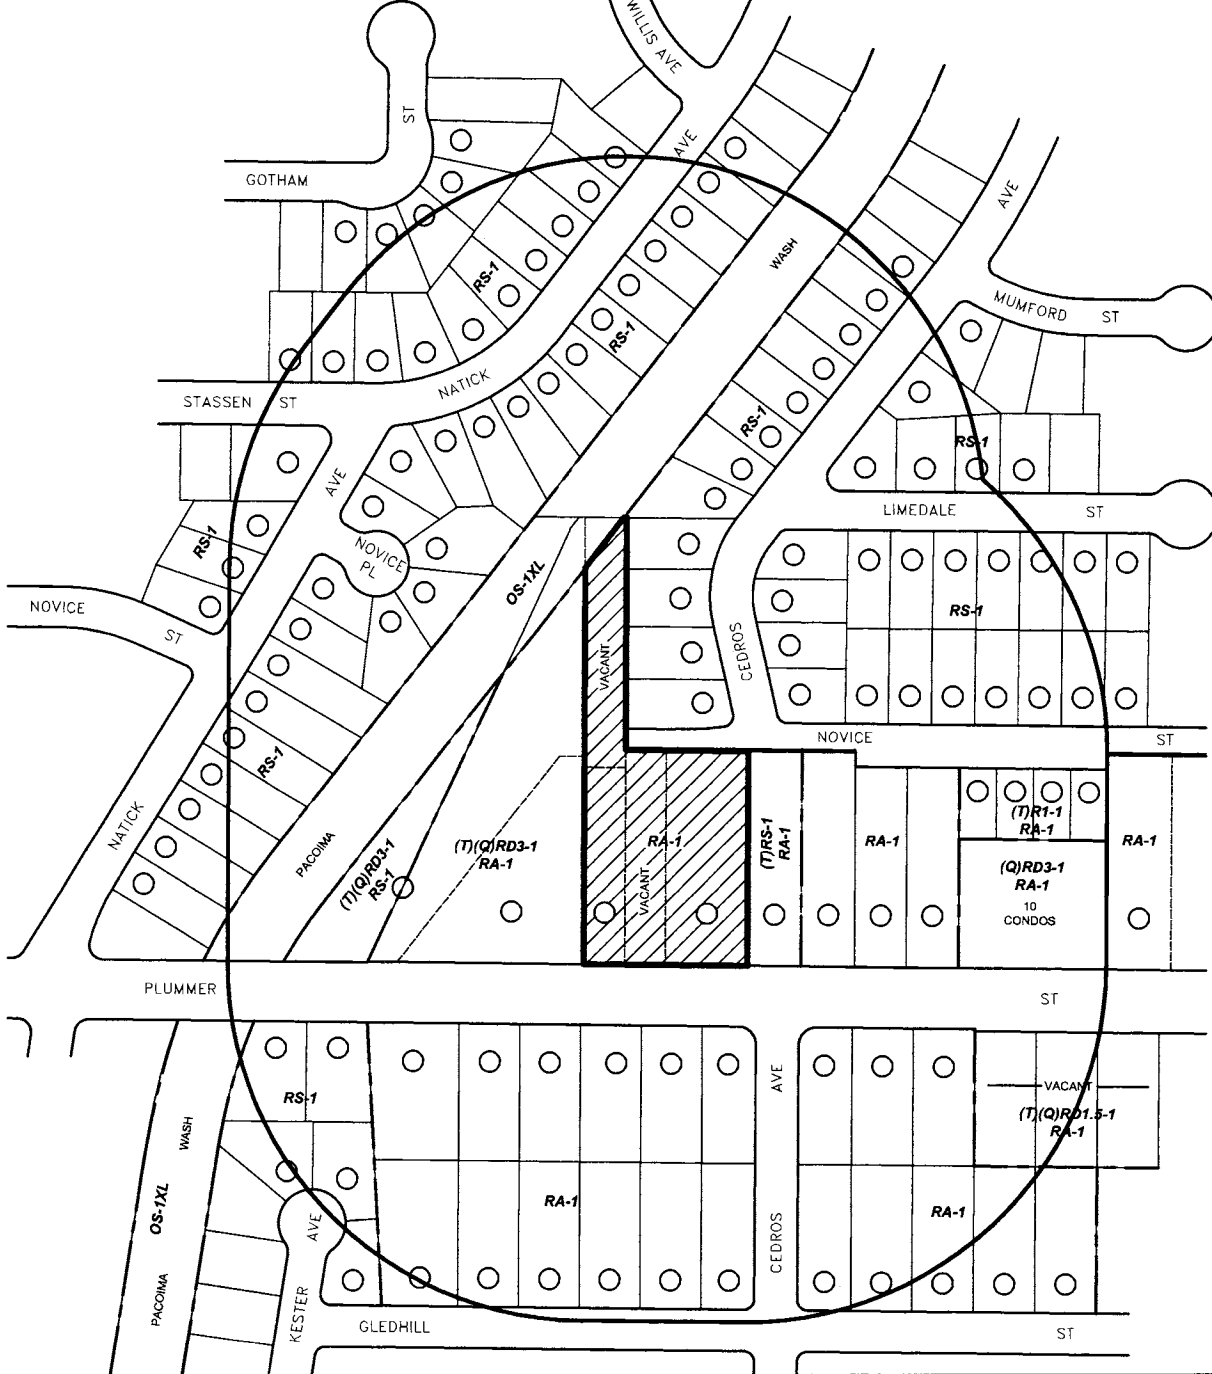 WILLIS AVE
ST
GOTHAM
AVE
WASH
AVE
MUMFORD ST
RS-1
RS-1
NATICK
STASSEN ST
RS-1
RS-1
AVE
LIMEDALE ST
RS-1
NOVICE
PL
OS-1XL
NOVICE
ST
RS-1
CEDROS
VACANT
NOVICE ST
RS-1
NATICK
PACOIMA
(T)(Q)RD3-1
RS-1
(T)(Q)RD3-1
RA-1
RA-1
VACANT
(T)RS-1
RA-1
RA-1
(T)R1-1
RA-1
(Q)RD3-1
RA-1
10
CONDOS
RA-1
PLUMMER ST
RS-1
AVE
VACANT
(T)(Q)RD1.5-1
RA-1
WASH
OS-1XL
PACOIMA
AVE
KESTER
RA-1
CEDROS
RA-1
GLEDHILL ST